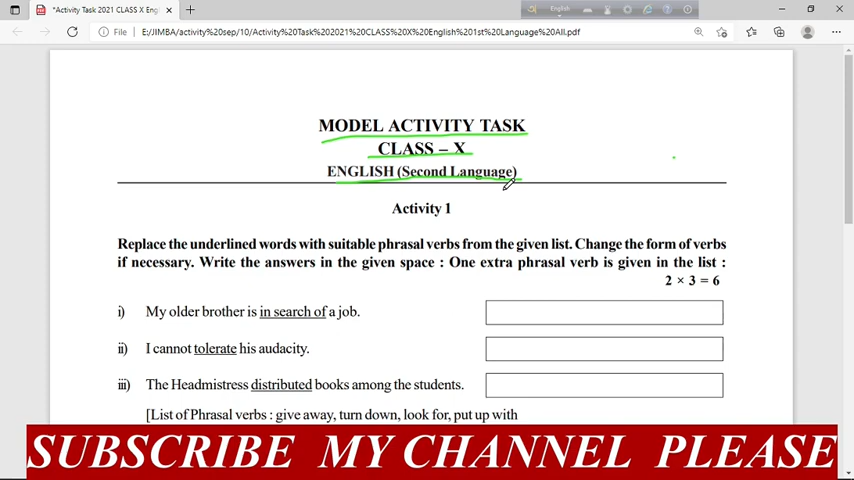 *Activity Task 2021 CLASS X Engl
English
File
E:/JIMBA/activity%20sep/10/Activity%20Task%202021%20CLASS%20X%20English%201st%20Language%20All.pdf
MODEL ACTIVITY TASK
CLASS – X
ENGLISH (Second Language)
Activity 1
Replace the underlined words with suitable phrasal verbs from the given list. Change the form of verbs
if necessary. Write the answers in the given space : One extra phrasal verb is given in the list :
2 × 3 = 6
i) My older brother is in search of a job.
ii) I cannot tolerate his audacity.
iii) The Headmistress distributed books among the students.
[List of Phrasal verbs : give away, turn down, look for, put up with
SUBSCRIBE MY CHANNEL PLEASE